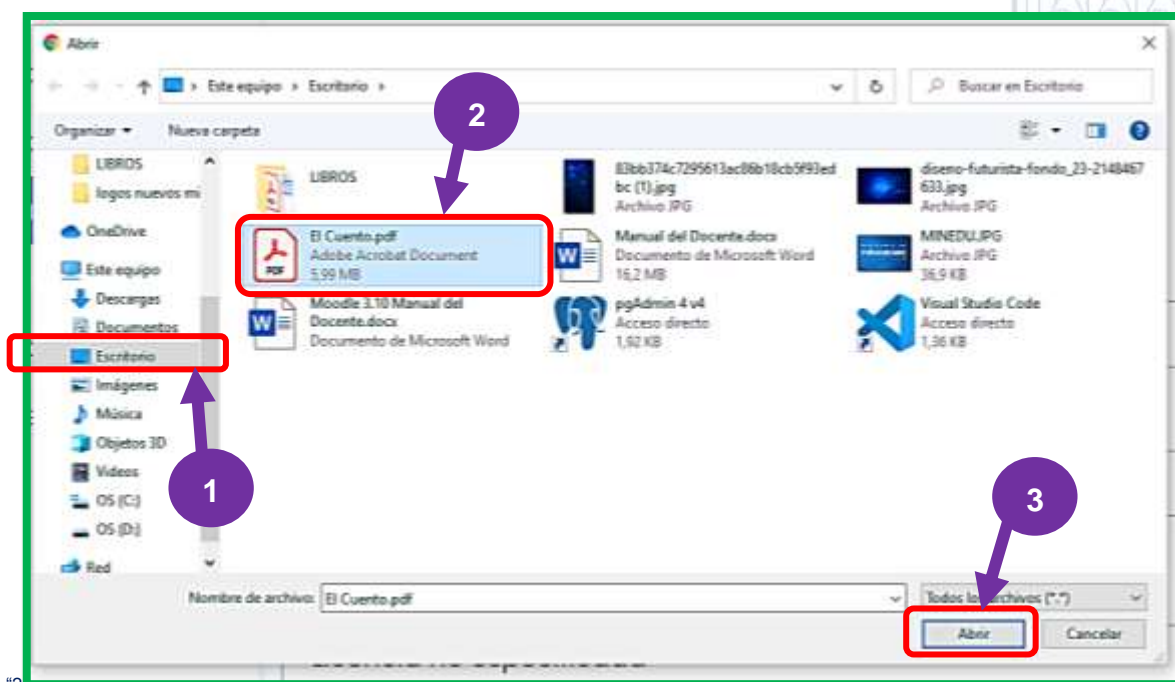 Abrir
Este equipo > Escritorio >
Buscar en Escritorio
2
Organizar
Nueva carpeta
LIBROS
logos nuevos mi
OneDrive
Este equipo
Descargas
Documentos
Escritorio
Imágenes
Música
Objetos 3D
Videos
OS (C:)
OS (D:)
Red
LIBROS
83bb374c7295613ac86b18cb5f93ed
bc (1).jpg
Archivo JPG
diseno-futurista-fondo_23-2148467
633.jpg
Archivo JPG
El Cuento.pdf
Adobe Acrobat Document
5,99 MB
PDF
Manual del Docente.docx
Documento de Microsoft Word
16,2 MB
MINEDU.JPG
Archivo JPG
36,9 KB
Moodle 3.10 Manual del
Docente.docx
Documento de Microsoft Word
pgAdmin 4 v4
Acceso directo
1,92 KB
Visual Studio Code
Acceso directo
1,36 KB
1
3
Nombre de archivo: El Cuento.pdf
Todos los archivos (*.*)
Abrir
Cancelar